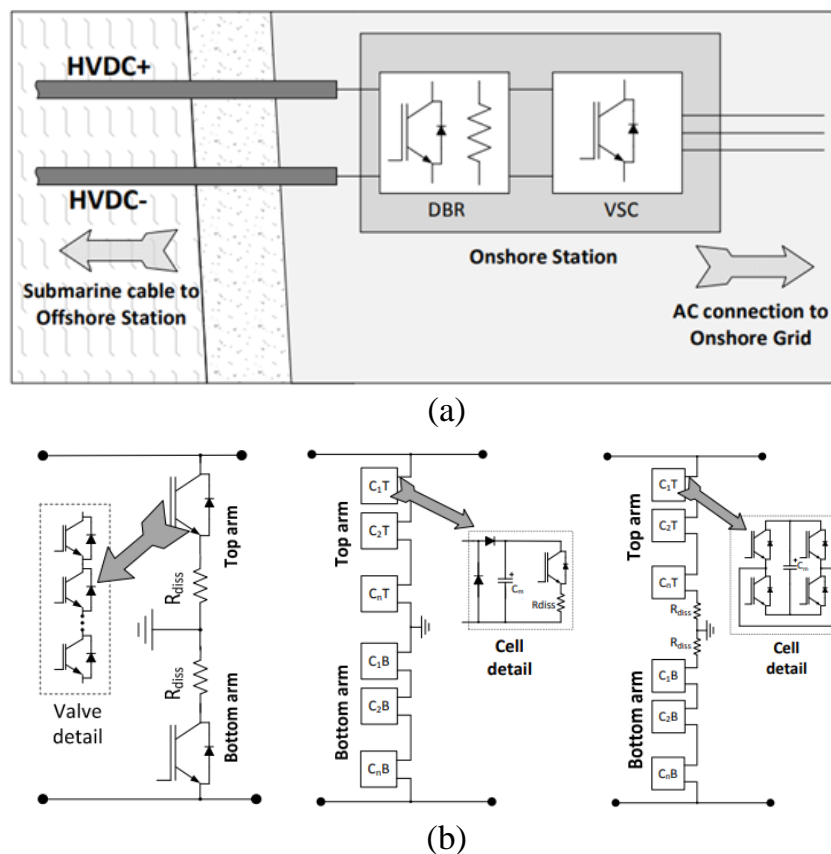 HVDC+
HVDC-
DBR
VSC
Onshore Station
Submarine cable to
Offshore Station
AC connection to
Onshore Grid
(a)
Valve
detail
Top arm
Bottom arm
Rdiss
Rdiss
Top arm
Bottom arm
C1T
C2T
CnT
C1B
C2B
CnB
+
Cm
Rdiss
Cell
detail
Top arm
Bottom arm
C1T
C2T
CnT
Rdiss
Rdiss
C1B
C2B
CnB
+
Cm
Cell
detail
(b)